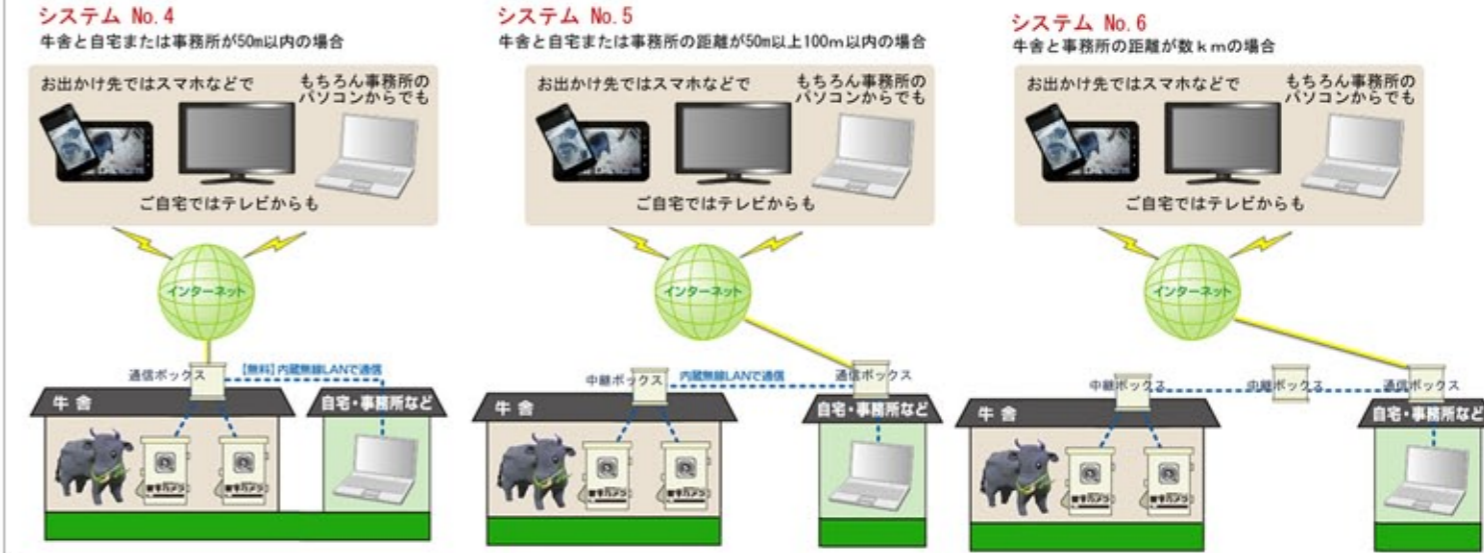 システム No.4
牛舎と自宅または事務所が50m以内の場合
お出かけ先ではスマホなどで
もちろん事務所の
パソコンからでも
ご自宅ではテレビからも
インターネット
通信ボックス
【無料】内蔵無線LANで通信
牛舎
自宅・事務所など
システム No.5
牛舎と自宅または事務所の距離が50m以上100m以内の場合
お出かけ先ではスマホなどで
もちろん事務所の
パソコンからでも
ご自宅ではテレビからも
インターネット
中継ボックス
内蔵無線LANで通信
通信ボックス
牛舎
自宅・事務所など
システム No.6
牛舎と事務所の距離が数kmの場合
お出かけ先ではスマホなどで
もちろん事務所の
パソコンからでも
ご自宅ではテレビからも
インターネット
中継ボックス
中継ボックス
通信ボックス
牛舎
自宅・事務所など